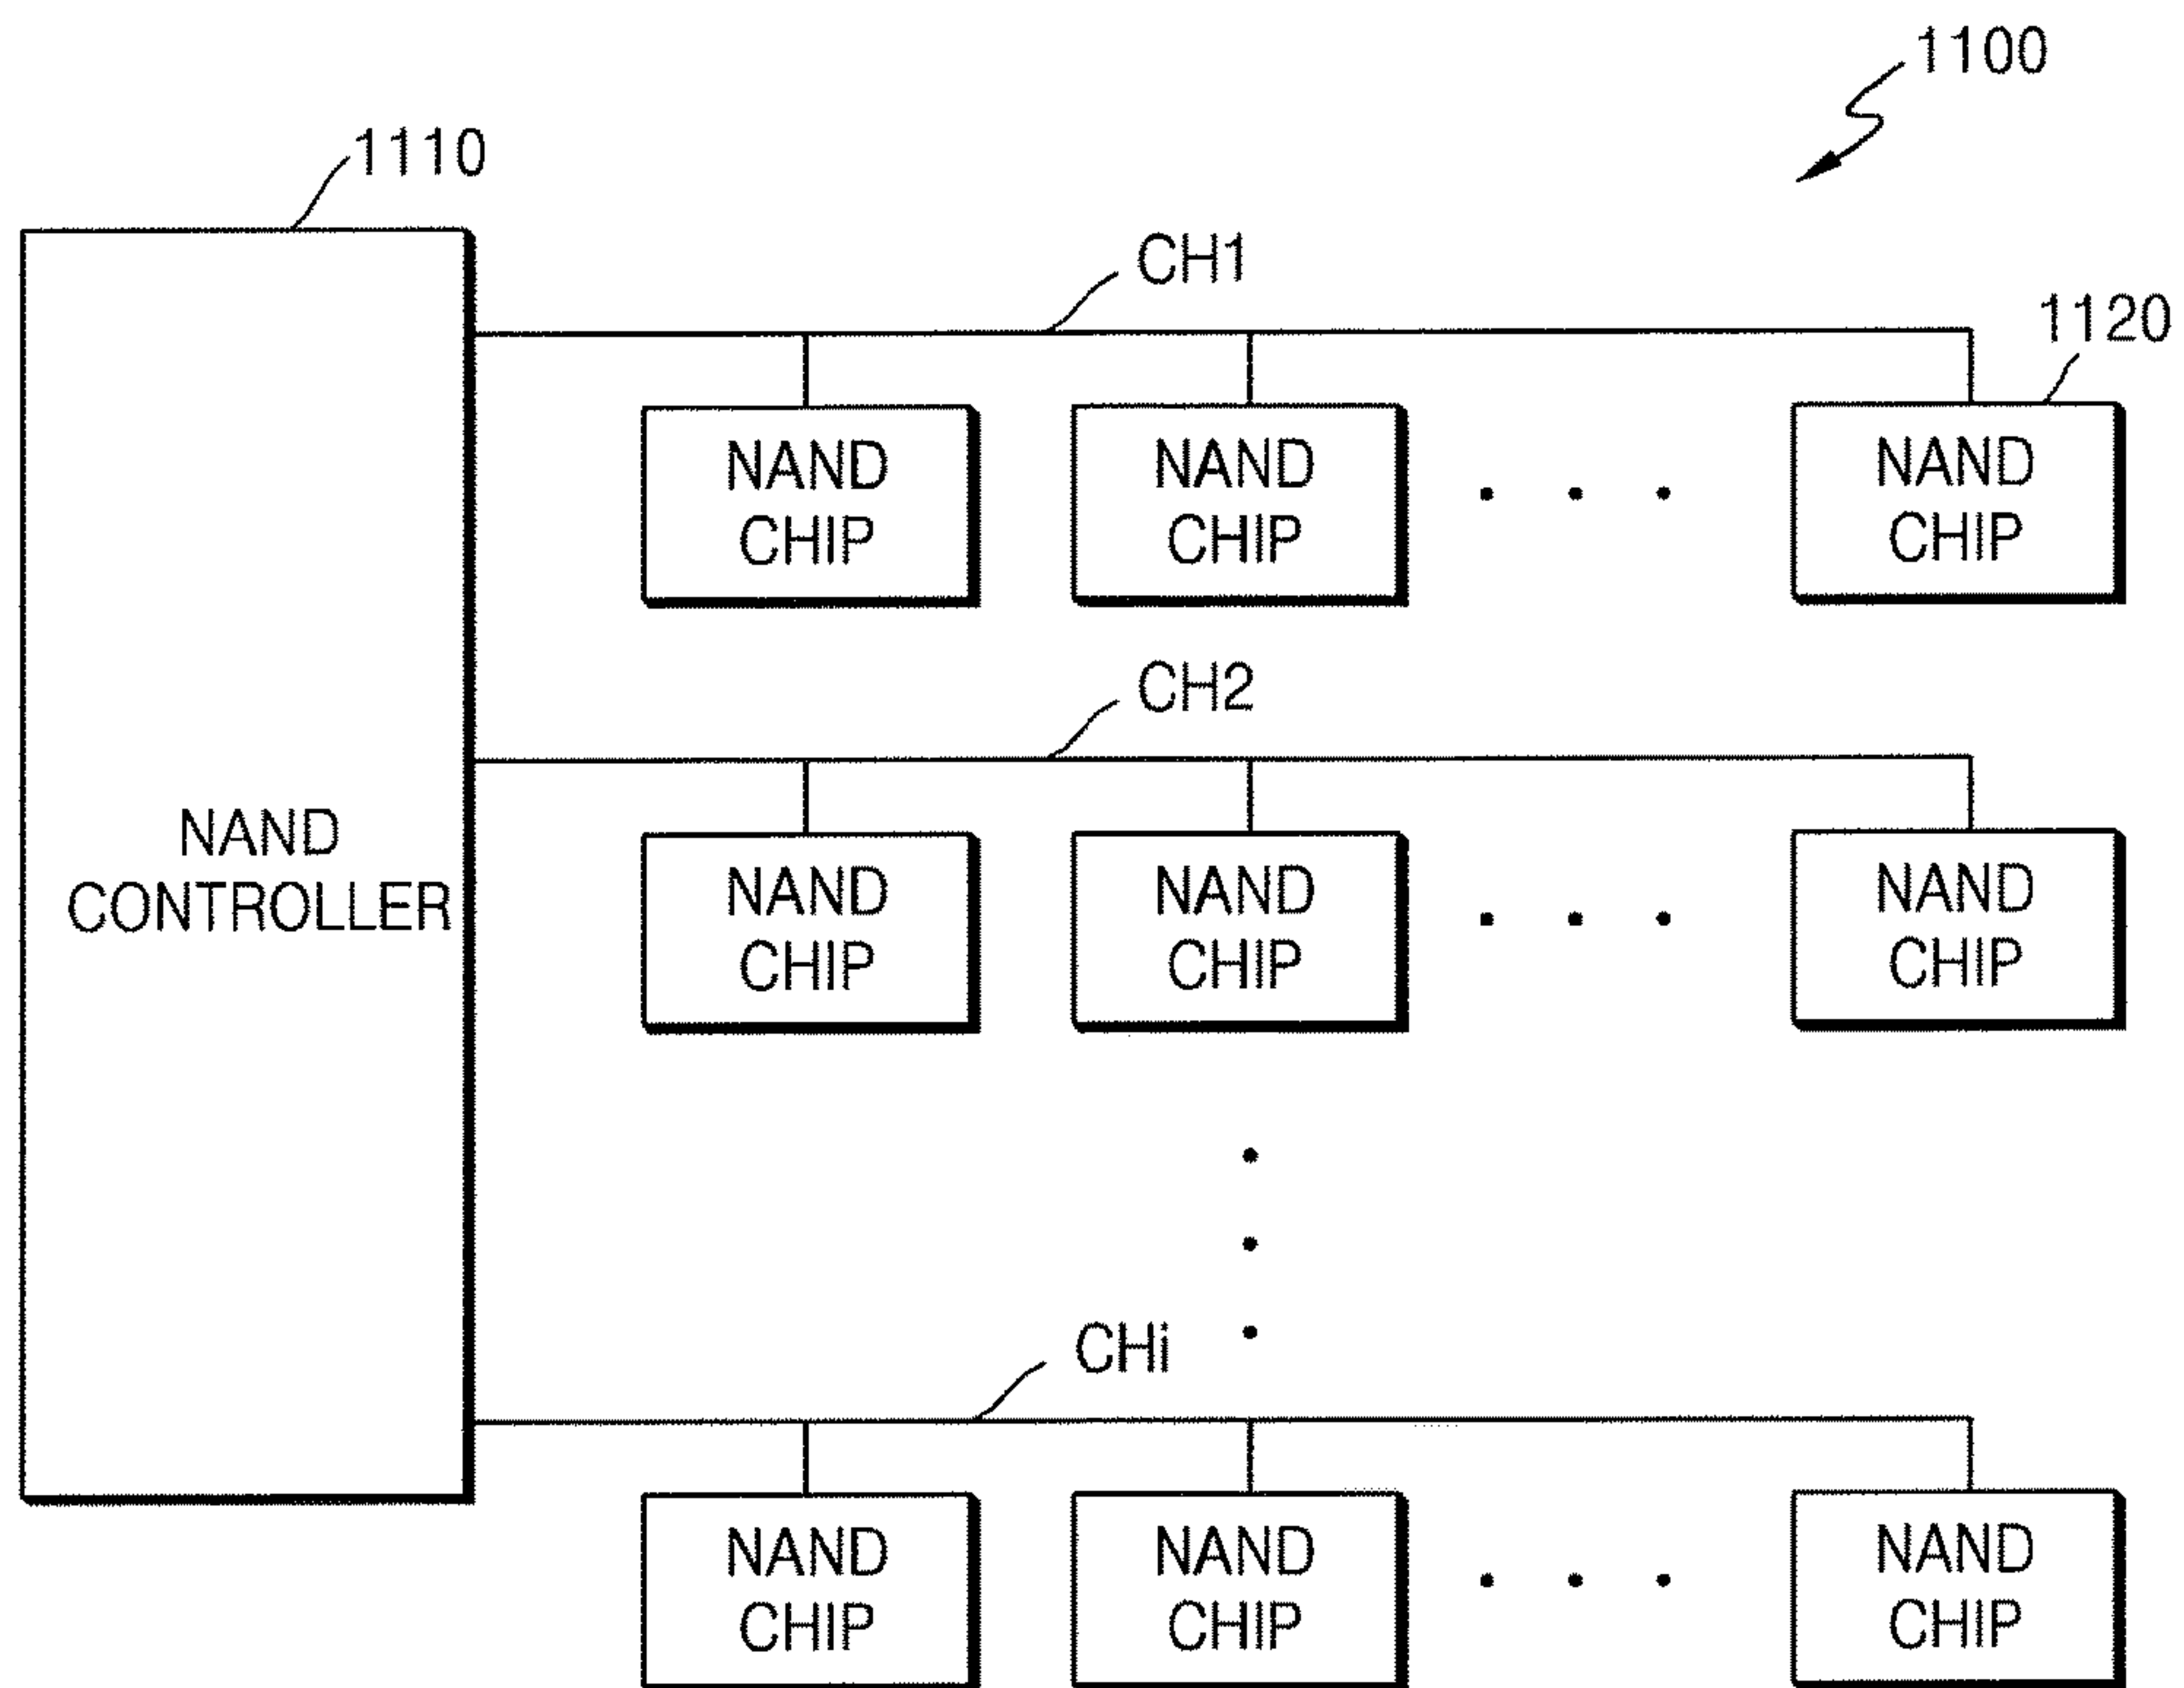 1100
1110
CH1
1120
NAND
CHIP
NAND
CHIP
NAND
CHIP
CH2
NAND
CONTROLLER
NAND
CHIP
NAND
CHIP
NAND
CHIP
CHi
NAND
CHIP
NAND
CHIP
NAND
CHIP